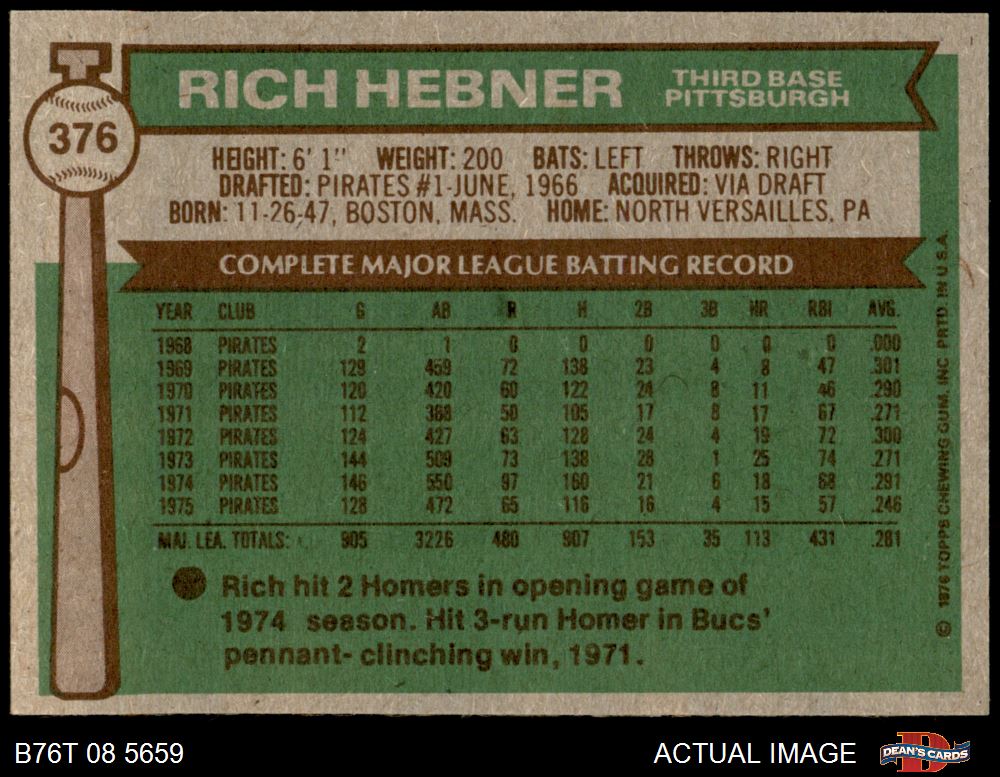 RICH HEBNER
THIRD BASE
PITTSBURGH
376
HEIGHT: 6' 1" WEIGHT: 200 BATS: LEFT THROWS: RIGHT
DRAFTED: PIRATES #1-JUNE, 1966 ACQUIRED: VIA DRAFT
BORN: 11-26-47, BOSTON, MASS. HOME: NORTH VERSAILLES, PA
COMPLETE MAJOR LEAGUE BATTING RECORD
YEAR CLUB G AB R H 2B 3B HR RBI AVG.
1968 PIRATES 2 1 0 0 0 0 0 0 .000
1969 PIRATES 129 459 72 138 23 4 8 47 .301
1970 PIRATES 120 420 60 122 24 8 11 46 .290
1971 PIRATES 112 388 50 105 17 8 17 67 .271
1972 PIRATES 124 427 63 128 24 4 19 72 .300
1973 PIRATES 144 509 73 138 28 1 25 74 .271
1974 PIRATES 146 550 97 160 21 6 18 68 .291
1975 PIRATES 128 472 65 116 16 4 15 57 .246
MAJ. LEA. TOTALS: 905 3226 480 907 153 35 113 431 .281
Rich hit 2 Homers in opening game of
1974 season. Hit 3-run Homer in Bucs'
pennant- clinching win, 1971.
© 1976 TOPPS CHEWING GUM, INC PRTD. IN U.S.A.
B76T 08 5659
ACTUAL IMAGE
DEAN'S CARDS